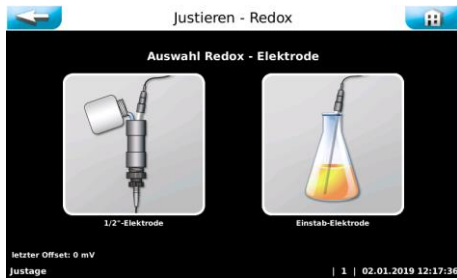 Justieren - Redox
Auswahl Redox - Elektrode
1/2"-Elektrode
Einstab-Elektrode
letzter Offset: 0 mV
Justage | 1 | 02.01.2019 12:17:36